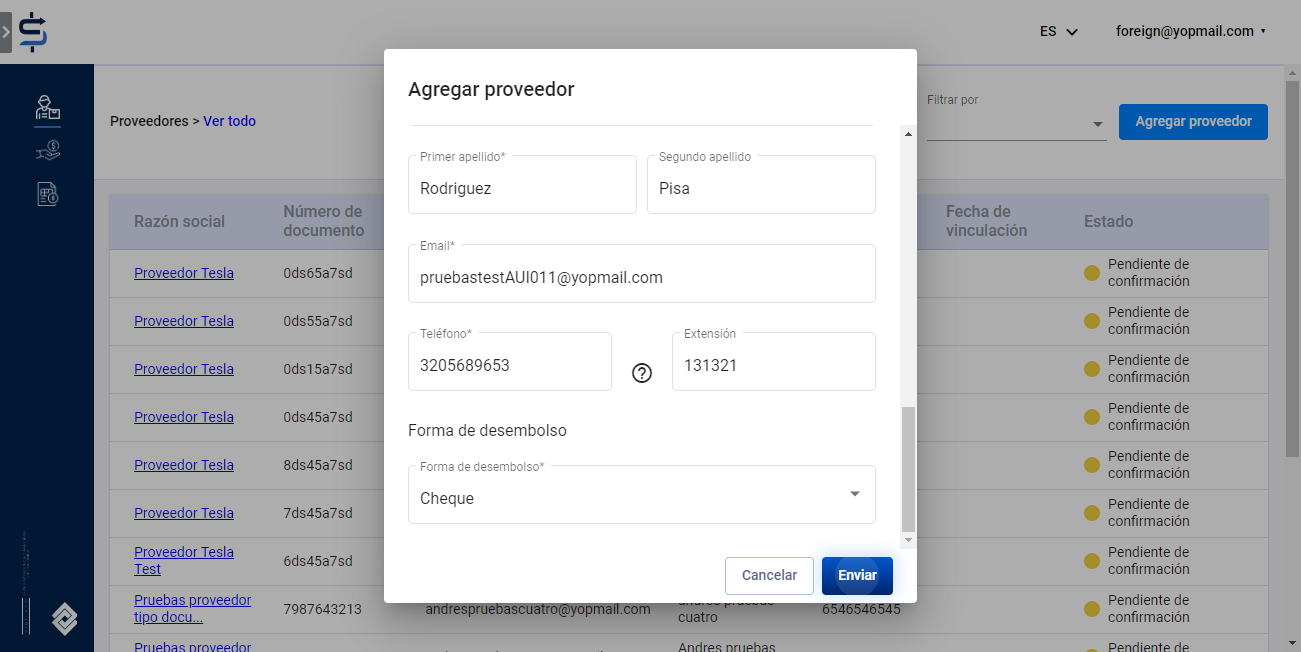 ES
foreign@yopmail.com
Agregar proveedor
Proveedores > Ver todo
Filtrar por
Agregar proveedor
Primer apellido*
Rodriguez
Segundo apellido
Pisa
Email*
pruebastestAUI011@yopmail.com
Teléfono*
3205689653
Extensión
131321
Forma de desembolso
Forma de desembolso*
Cheque
Cancelar
Enviar
Razón social
Número de
documento
Fecha de
vinculación
Estado
Proveedor Tesla
0ds65a7sd
Pendiente de
confirmación
Proveedor Tesla
0ds55a7sd
Pendiente de
confirmación
Proveedor Tesla
0ds15a7sd
Pendiente de
confirmación
Proveedor Tesla
0ds45a7sd
Pendiente de
confirmación
Proveedor Tesla
8ds45a7sd
Pendiente de
confirmación
Proveedor Tesla
7ds45a7sd
Pendiente de
confirmación
Proveedor Tesla
Test
6ds45a7sd
Pendiente de
confirmación
Pruebas proveedor
tipo docu...
7987643213
andrespruebascuatro@yopmail.com
andres pruebas
cuatro
6546546545
Pendiente de
confirmación
Pruebas proveedor
Andres pruebas
Pendiente de